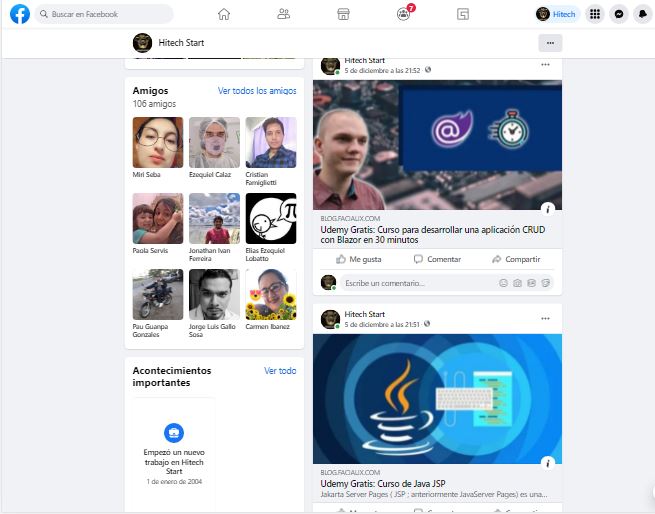 Buscar en Facebook
7
Hitech
Hitech Start
Amigos
Ver todos los amigos
106 amigos
Miri Seba
Ezequiel Calaz
Cristian Famiglietti
Paola Servis
Jonathan Ivan Ferreira
Elias Ezequiel Lobatto
Pau Guanpa Gonzales
Jorge Luis Gallo Sosa
Carmen Ibanez
Acontecimientos importantes
Ver todo
Empezó un nuevo trabajo en Hitech Start
1 de enero de 2004
Hitech Start
5 de diciembre a las 21:52 ·
BLOG.FACIALIX.COM
Udemy Gratis: Curso para desarrollar una aplicación CRUD
con Blazor en 30 minutos
Me gusta
Comentar
Compartir
Escribe un comentario...
Hitech Start
5 de diciembre a las 21:51 ·
BLOG.FACIALIX.COM
Udemy Gratis: Curso de Java JSP
Jakarta Server Pages ( JSP ; anteriormente JavaServer Pages) es una...